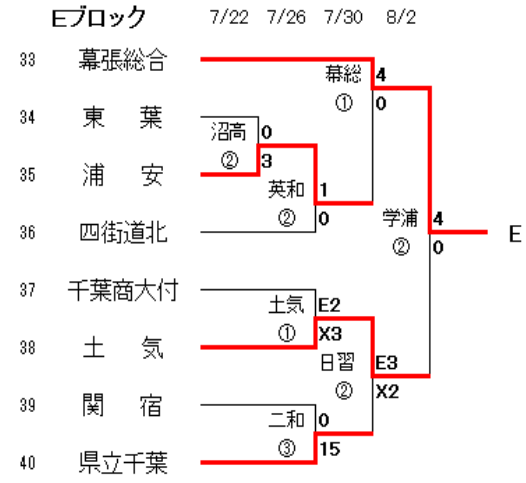 Eブロック 7/22 7/26 7/30 8/2
33 幕張総合
幕総 4
① 0
34 東 葉
沼高 0
② 3
35 浦 安
英和 1
② 0
36 四街道北
学浦 4
② 0
E
37 千葉商大付
土気 E2
① X3
38 土 気
日習 E3
② X2
39 関 宿
二和 0
③ 15
40 県立千葉